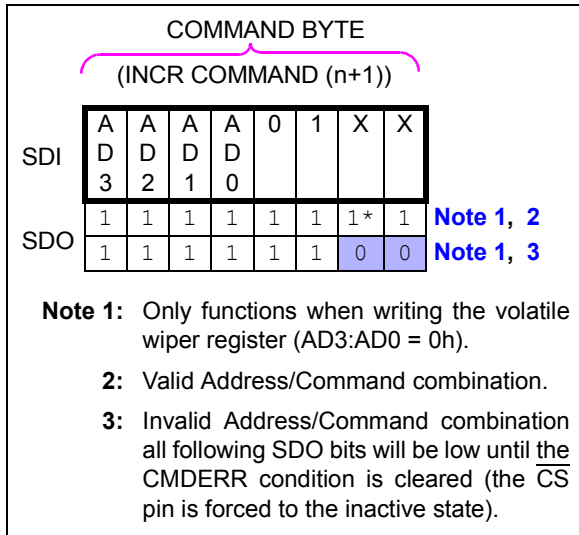 COMMAND BYTE
(INCR COMMAND (n+1))
SDI
A A A A 0 1 X X
D D D D
3 2 1 0
SDO
1 1 1 1 1 1 1* 1 Note 1, 2
1 1 1 1 1 1 0 0 Note 1, 3
Note 1: Only functions when writing the volatile
wiper register (AD3:AD0 = 0h).
2: Valid Address/Command combination.
3: Invalid Address/Command combination
all following SDO bits will be low until the
CMDERR condition is cleared (the CS
pin is forced to the inactive state).